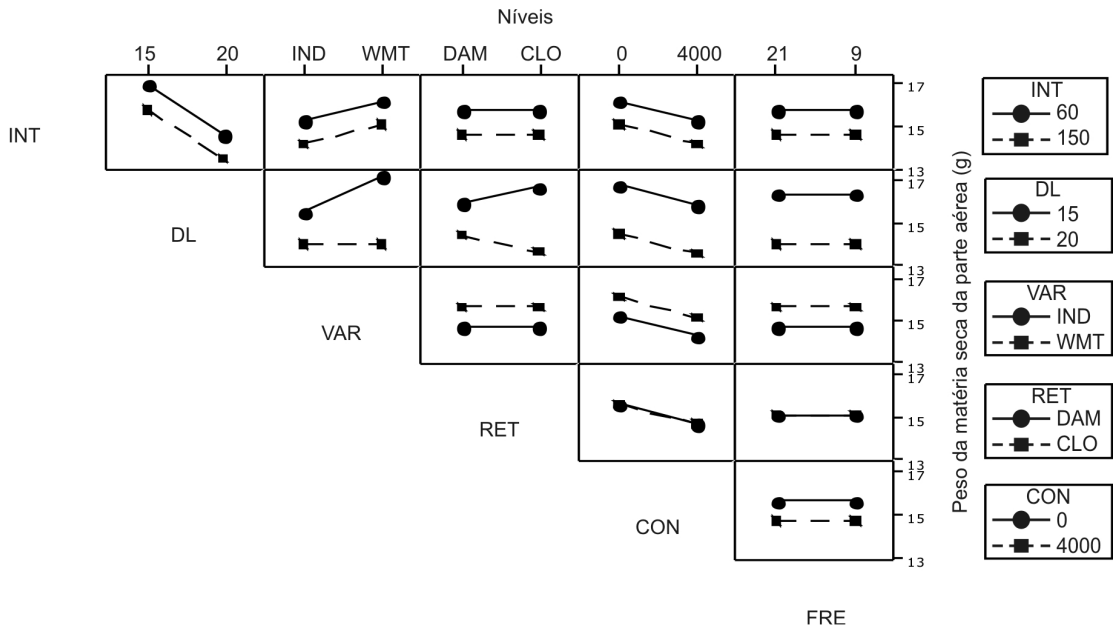 Níveis
15 20 IND WMT DAM CLO 0 4000 21 9
INT
17
15
13
DL
17
15
13
VAR
17
15
13
RET
17
15
13
CON
17
15
13
FRE
Peso da matéria seca da parte aérea (g)
INT
60
150
DL
15
20
VAR
IND
WMT
RET
DAM
CLO
CON
0
4000